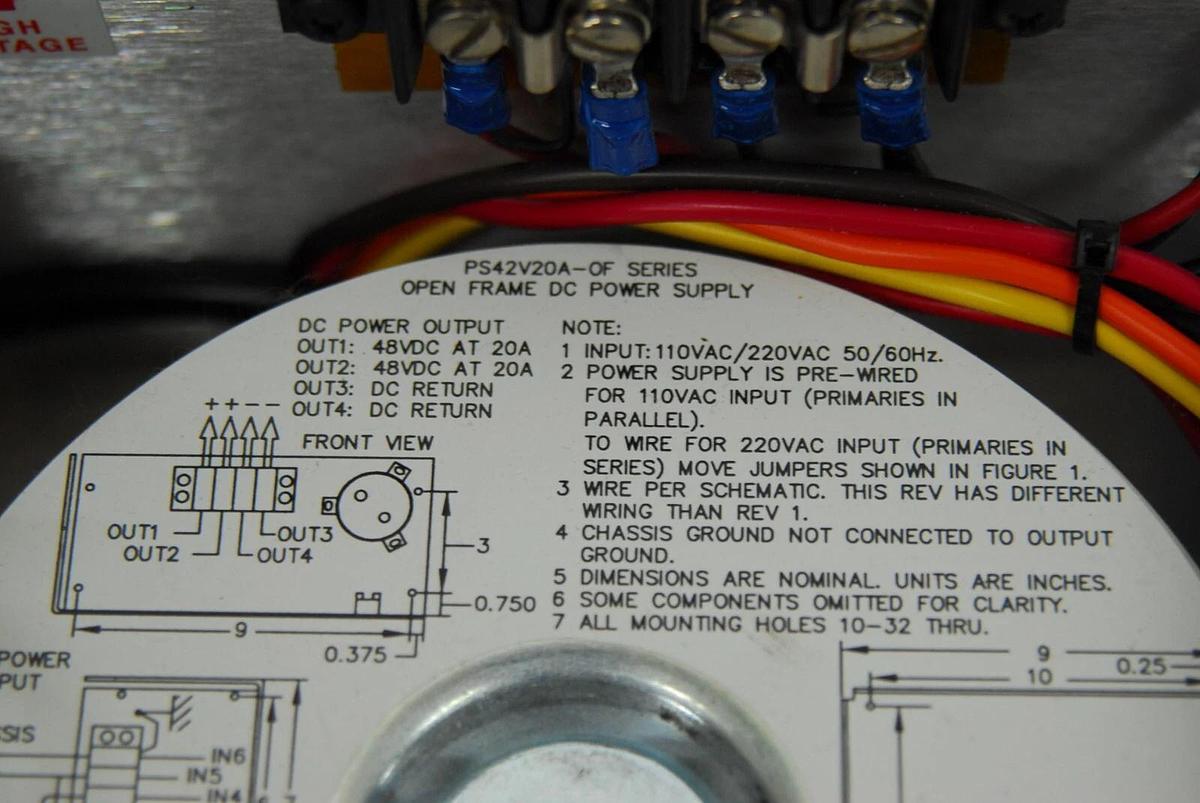 GH
TAGE
PS42V20A-OF SERIES
OPEN FRAME DC POWER SUPPLY
DC POWER OUTPUT
OUT1: 48VDC AT 20A
OUT2: 48VDC AT 20A
OUT3: DC RETURN
OUT4: DC RETURN
++--
FRONT VIEW
OUT1
OUT2
OUT3
OUT4
3
0.750
9
0.375
NOTE:
1 INPUT: 110VAC/220VAC 50/60Hz.
2 POWER SUPPLY IS PRE-WIRED
FOR 110VAC INPUT (PRIMARIES IN
PARALLEL).
TO WIRE FOR 220VAC INPUT (PRIMARIES IN
SERIES) MOVE JUMPERS SHOWN IN FIGURE 1.
3 WIRE PER SCHEMATIC. THIS REV HAS DIFFERENT
WIRING THAN REV 1.
4 CHASSIS GROUND NOT CONNECTED TO OUTPUT
GROUND.
5 DIMENSIONS ARE NOMINAL. UNITS ARE INCHES.
6 SOME COMPONENTS OMITTED FOR CLARITY.
7 ALL MOUNTING HOLES 10-32 THRU.
POWER
PUT
SSIS
IN6
IN5
IN4
9
0.25
10